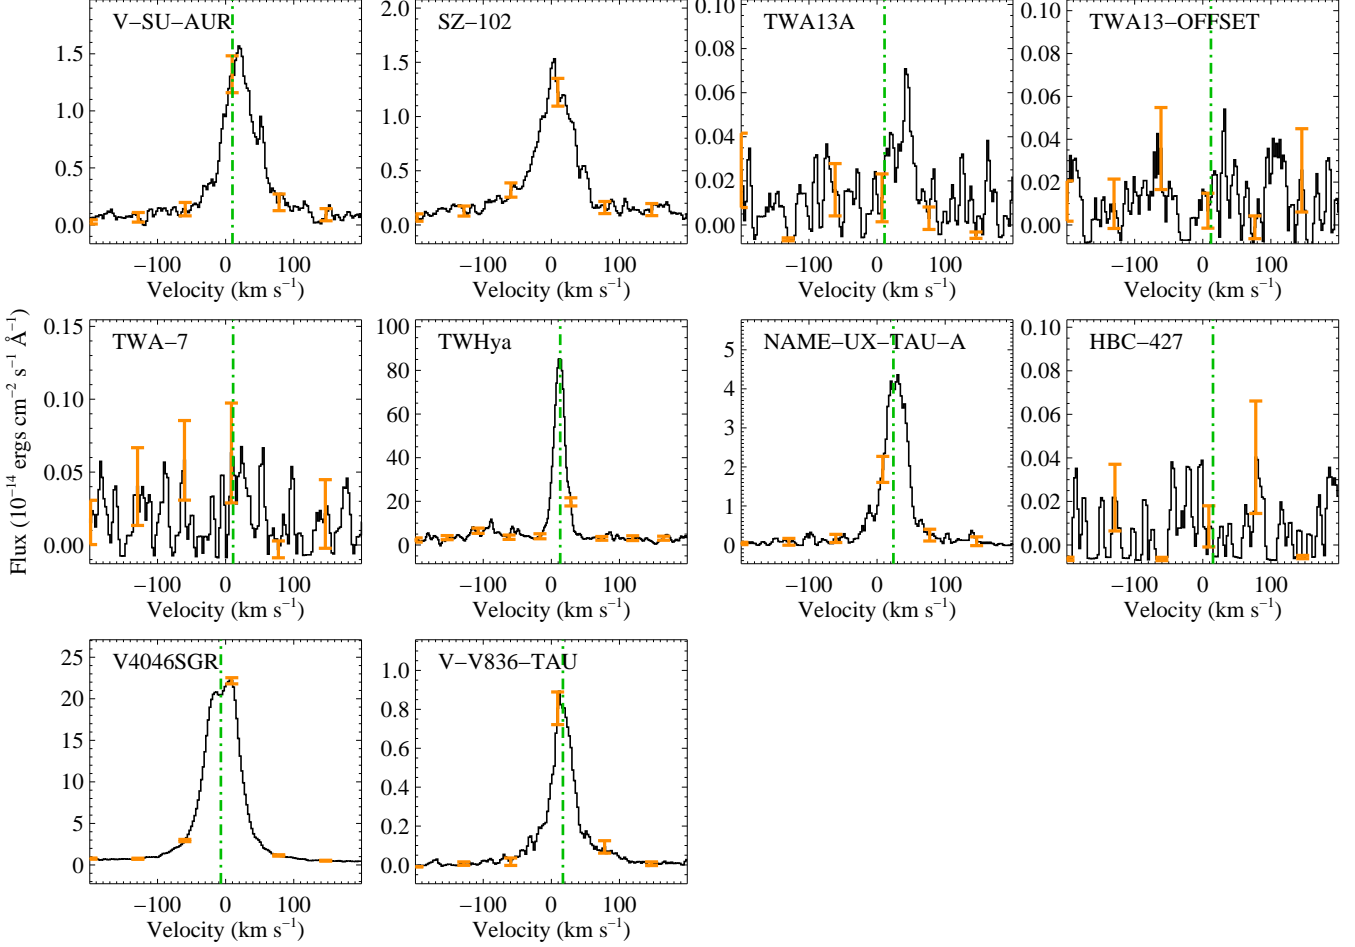 V−SU−AUR
SZ−102
TWA13A
TWA13−OFFSET
1.5
1.0
0.5
0.0
2.0
1.5
1.0
0.5
0.0
0.10
0.08
0.06
0.04
0.02
0.00
0.10
0.08
0.06
0.04
0.02
0.00
−100 0 100
−100 0 100
−100 0 100
−100 0 100
Velocity (km s⁻¹)
Velocity (km s⁻¹)
Velocity (km s⁻¹)
Velocity (km s⁻¹)
Flux (10⁻¹⁴ ergs cm⁻² s⁻¹ Å⁻¹)
TWA−7
TWHya
NAME−UX−TAU−A
HBC−427
0.15
0.10
0.05
0.00
100
80
60
40
20
0
5
4
3
2
1
0
0.10
0.08
0.06
0.04
0.02
0.00
−100 0 100
−100 0 100
−100 0 100
−100 0 100
Velocity (km s⁻¹)
Velocity (km s⁻¹)
Velocity (km s⁻¹)
Velocity (km s⁻¹)
V4046SGR
V−V836−TAU
25
20
15
10
5
0
1.0
0.8
0.6
0.4
0.2
0.0
−100 0 100
−100 0 100
Velocity (km s⁻¹)
Velocity (km s⁻¹)